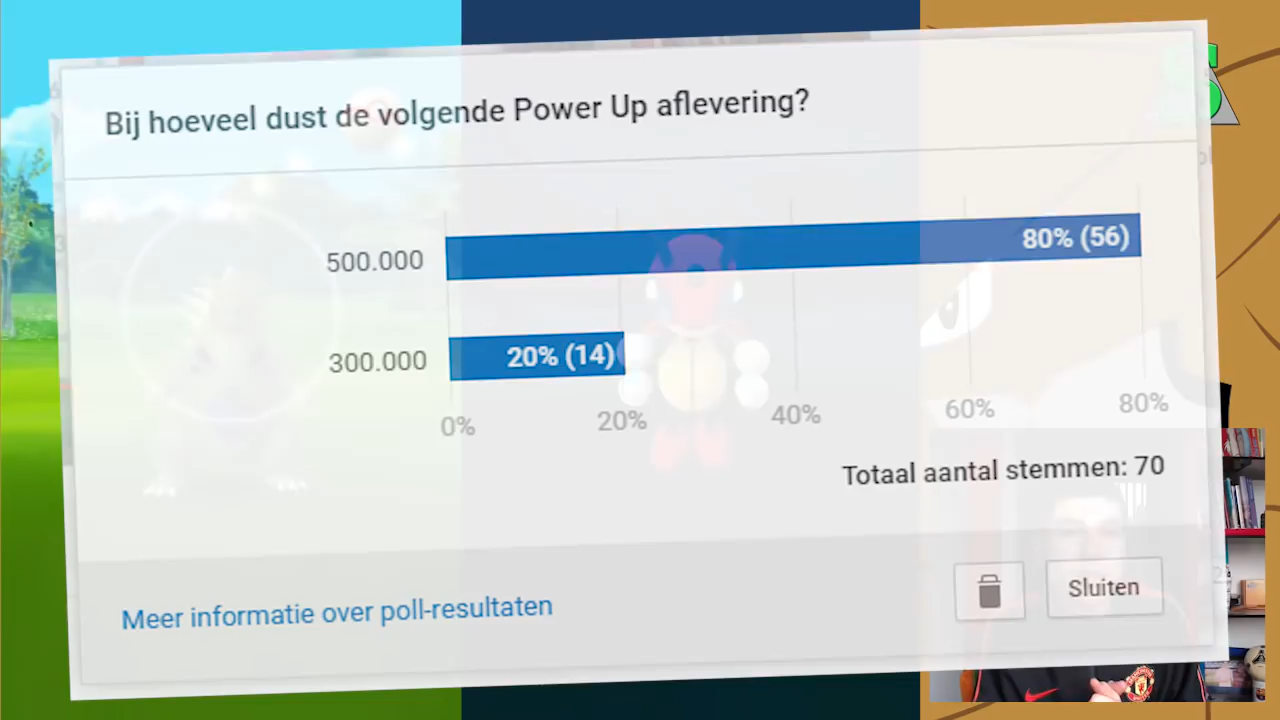 Bij hoeveel dust de volgende Power Up aflevering?
500.000
80% (56)
300.000
20% (14)
0%
20%
40%
60%
80%
Totaal aantal stemmen: 70
Meer informatie over poll-resultaten
Sluiten